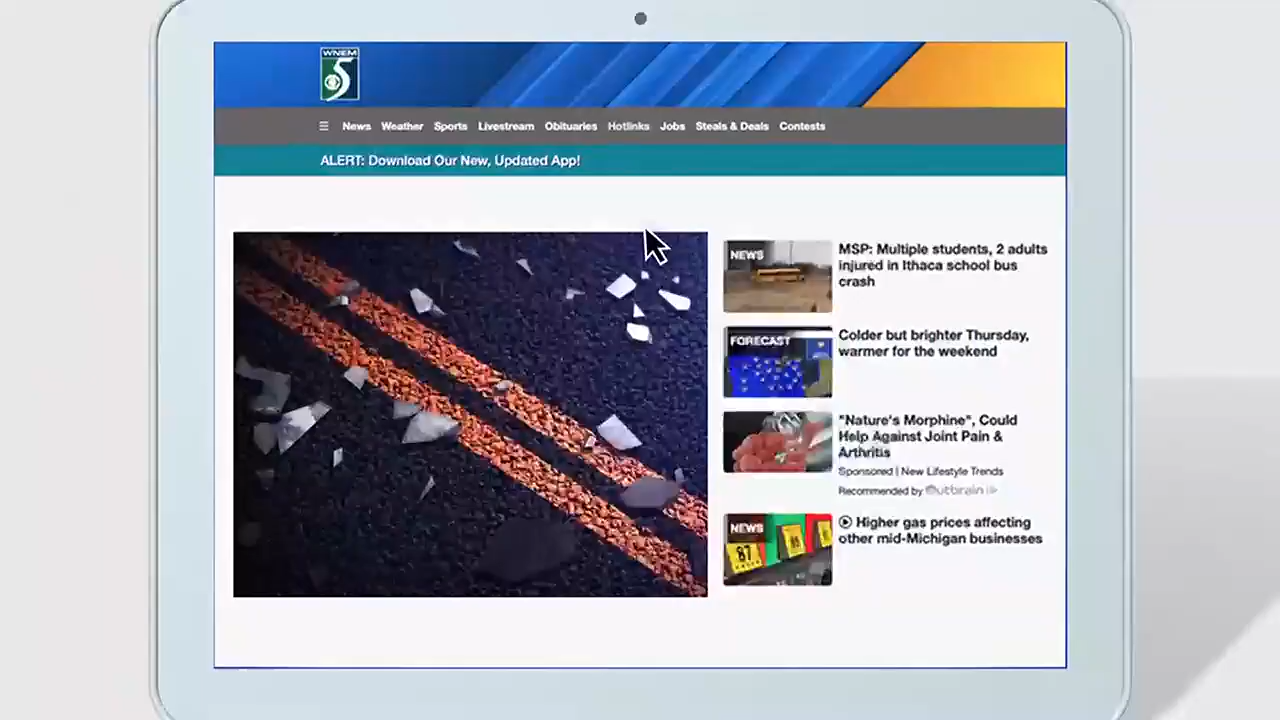 WNEM
5
News Weather Sports Livestream Obituaries Hotlinks Jobs Steals & Deals Contests
ALERT: Download Our New, Updated App!
NEWS
MSP: Multiple students, 2 adults
injured in Ithaca school bus
crash
FORECAST
Colder but brighter Thursday,
warmer for the weekend
"Nature's Morphine", Could
Help Against Joint Pain &
Arthritis
Sponsored | New Lifestyle Trends
Recommended by Outbrain
NEWS
87
Higher gas prices affecting
other mid-Michigan businesses